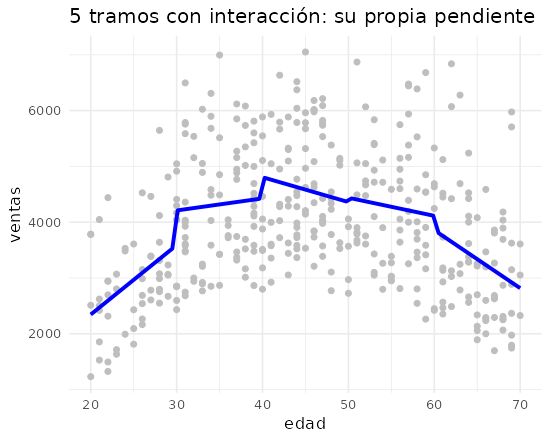 5 tramos con interacción: su propia pendiente
ventas
6000
4000
2000
20 30 40 50 60 70
edad